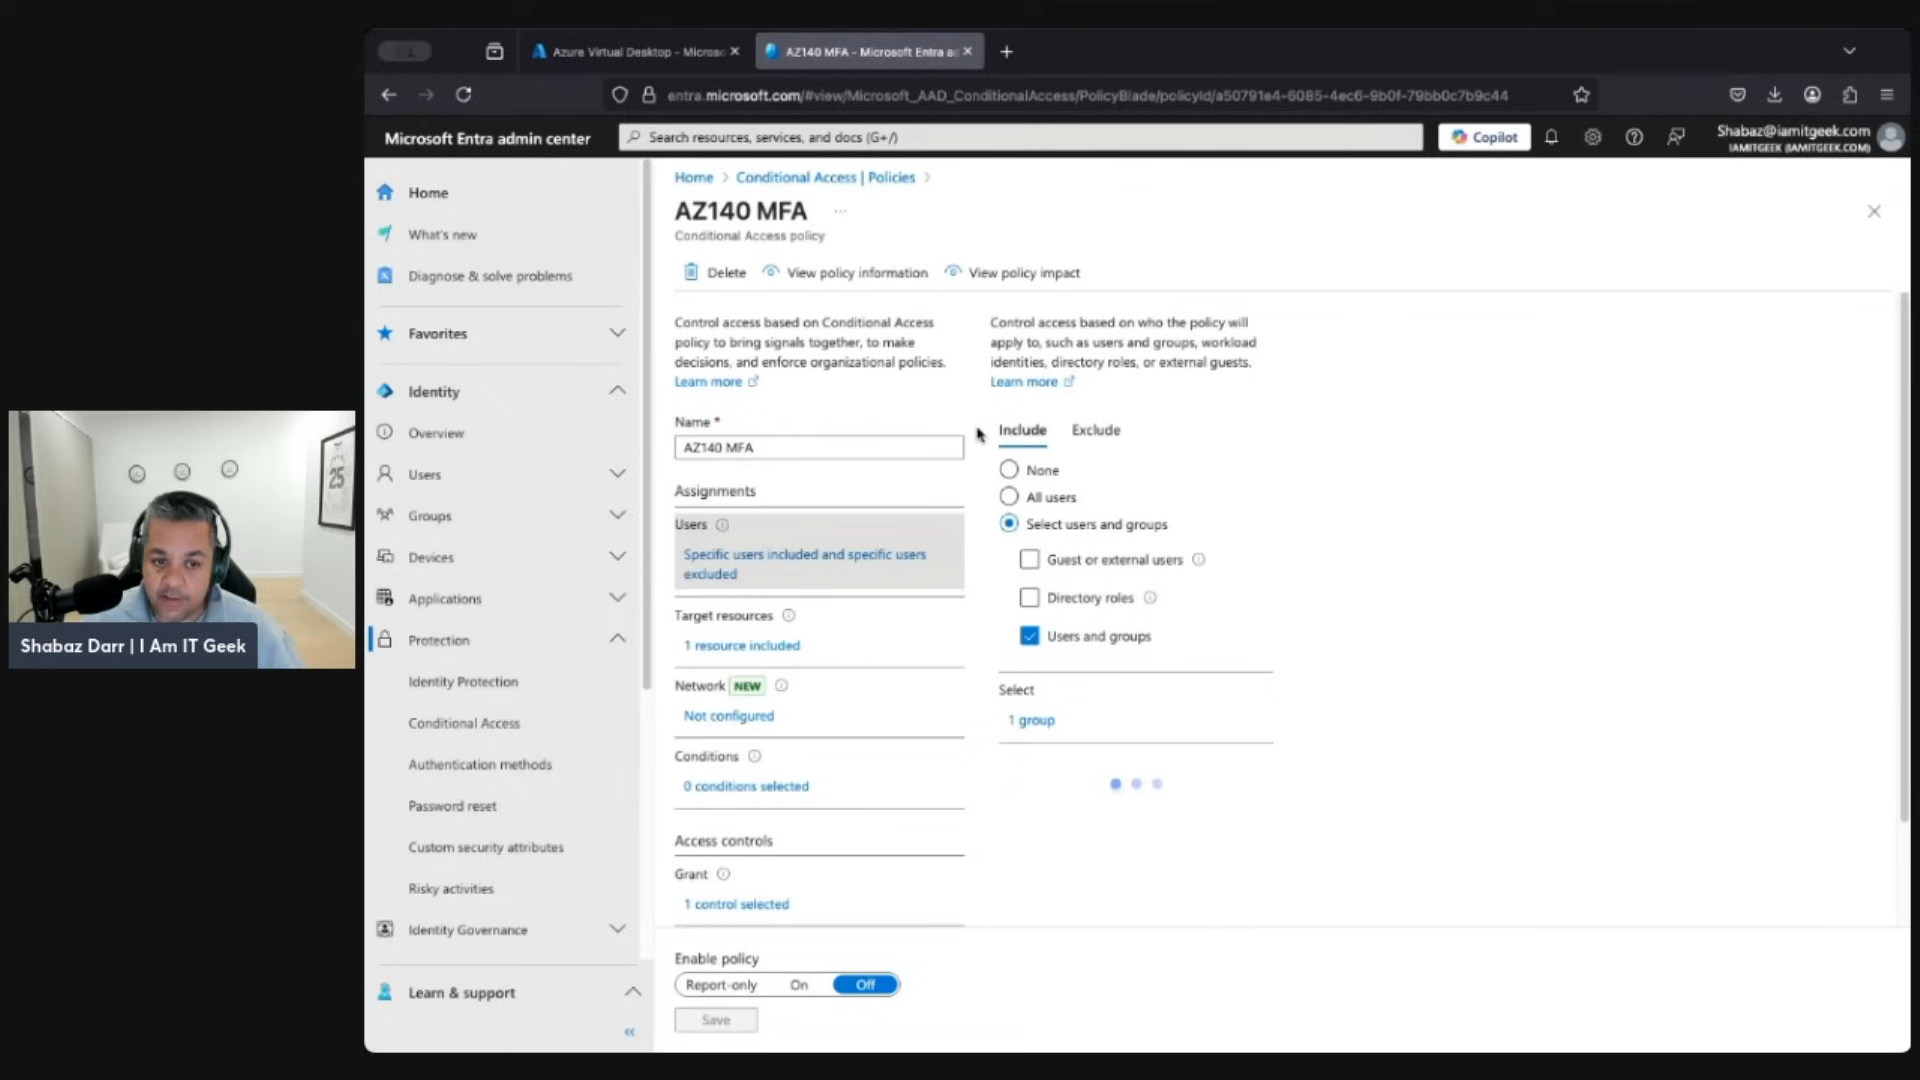 Azure Virtual Desktop - Microso
AZ140 MFA - Microsoft Entra a
entra.microsoft.com/#view/Microsoft_AAD_ConditionalAccess/PolicyBlade/policyId/a50791e4-6085-4ec6-9b0f-79bb0c7b9c44
Microsoft Entra admin center
Search resources, services, and docs (G+/)
Copilot
Shabaz@iamitgeek.com
IAMITGEEK (IAMITGEEK.COM)
Home
What's new
Diagnose & solve problems
Favorites
Identity
Overview
Users
Groups
Devices
Applications
Protection
Identity Protection
Conditional Access
Authentication methods
Password reset
Custom security attributes
Risky activities
Identity Governance
Learn & support
Home > Conditional Access | Policies >
AZ140 MFA
Conditional Access policy
Delete
View policy information
View policy impact
Control access based on Conditional Access
policy to bring signals together, to make
decisions, and enforce organizational policies.
Learn more
Name *
AZ140 MFA
Assignments
Users
Specific users included and specific users
excluded
Target resources
1 resource included
Network NEW
Not configured
Conditions
0 conditions selected
Access controls
Grant
1 control selected
Control access based on who the policy will
apply to, such as users and groups, workload
identities, directory roles, or external guests.
Learn more
Include Exclude
None
All users
Select users and groups
Guest or external users
Directory roles
Users and groups
Select
1 group
Enable policy
Report-only On Off
Save
25
Shabaz Darr | I Am IT Geek